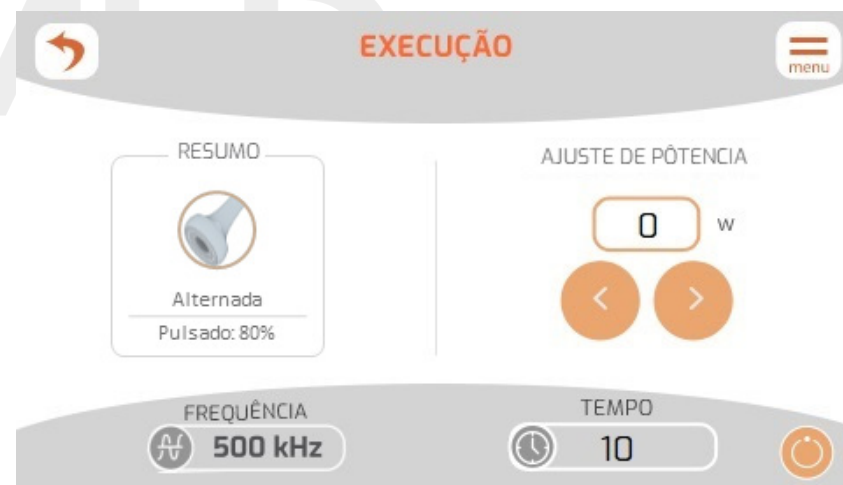 EXECUÇÃO
menu
RESUMO
Alternada
Pulsado: 80%
AJUSTE DE PÔTENCIA
0 W
< >
FREQUÊNCIA
500 kHz
TEMPO
10